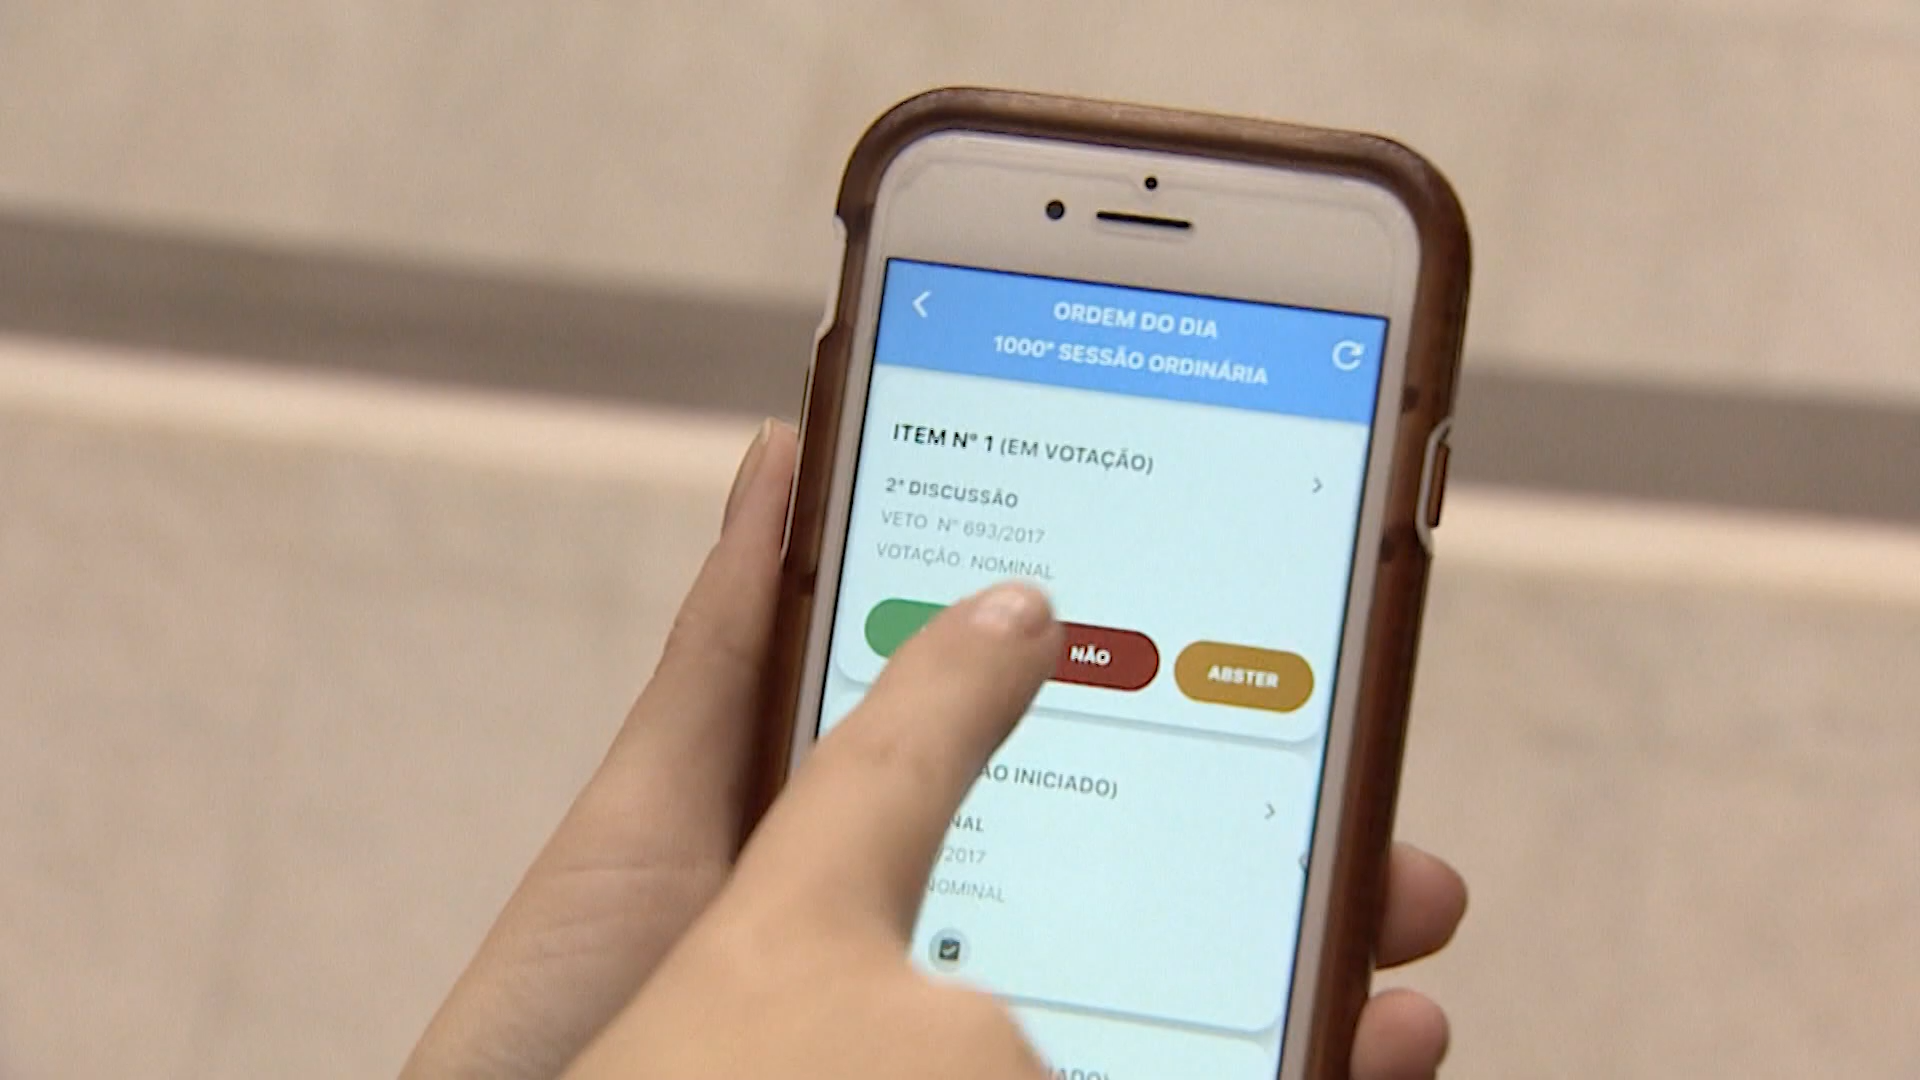 ORDEM DO DIA
1000ª SESSÃO ORDINÁRIA
ITEM Nº 1 (EM VOTAÇÃO)
2ª DISCUSSÃO
VETO Nº 693/2017
VOTAÇÃO: NOMINAL
NÃO
ABSTER
ÃO INICIADO)
NAL
/2017
NOMINAL